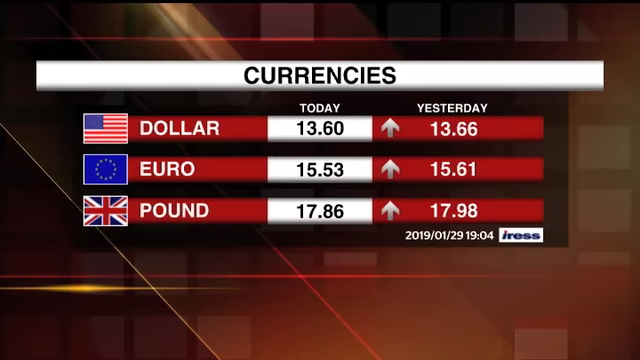 CURRENCIES
TODAY YESTERDAY
DOLLAR 13.60 13.66
EURO 15.53 15.61
POUND 17.86 17.98
2019/01/29 19:04 iress